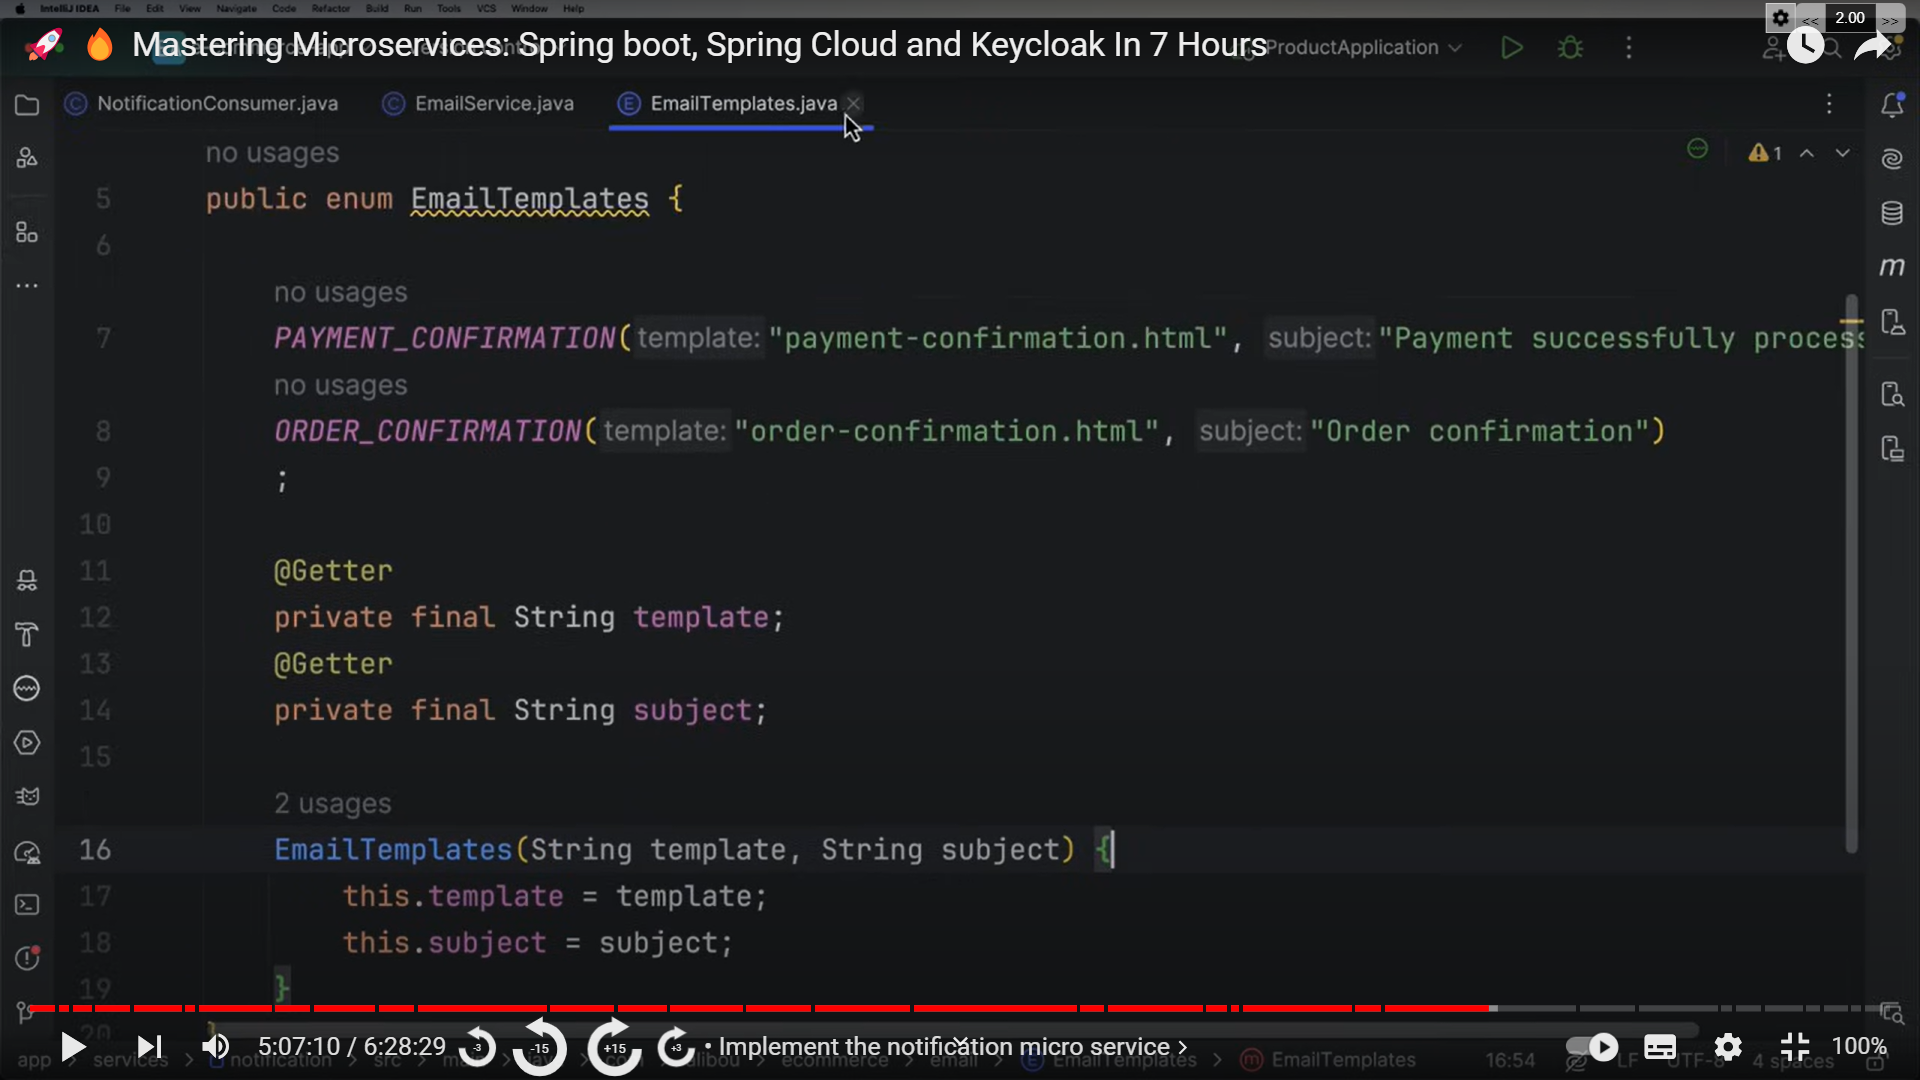 IntelliJ IDEA File Edit View Navigate Code Refactor Build Run Tools VCS Window Help
<< 2.00 >>
🚀 🔥 Mastering Microservices: Spring boot, Spring Cloud and Keycloak In 7 Hours
ProductApplication
NotificationConsumer.java EmailService.java EmailTemplates.java
no usages
1
5 public enum EmailTemplates {
6
no usages
7 PAYMENT_CONFIRMATION( template: "payment-confirmation.html", subject: "Payment successfully process
no usages
8 ORDER_CONFIRMATION( template: "order-confirmation.html", subject: "Order confirmation")
9 ;
10
11 @Getter
12 private final String template;
13 @Getter
14 private final String subject;
15
2 usages
16 EmailTemplates(String template, String subject) {
17 this.template = template;
18 this.subject = subject;
19 }
20 }
5:07:10 / 6:28:29 -3 -15 +15 +3 • Implement the notification micro service > 100%
app > services > notification > src > alibou > ecommerce > email > EmailTemplates > EmailTemplates 16:54 LF UTF-8 4 spaces